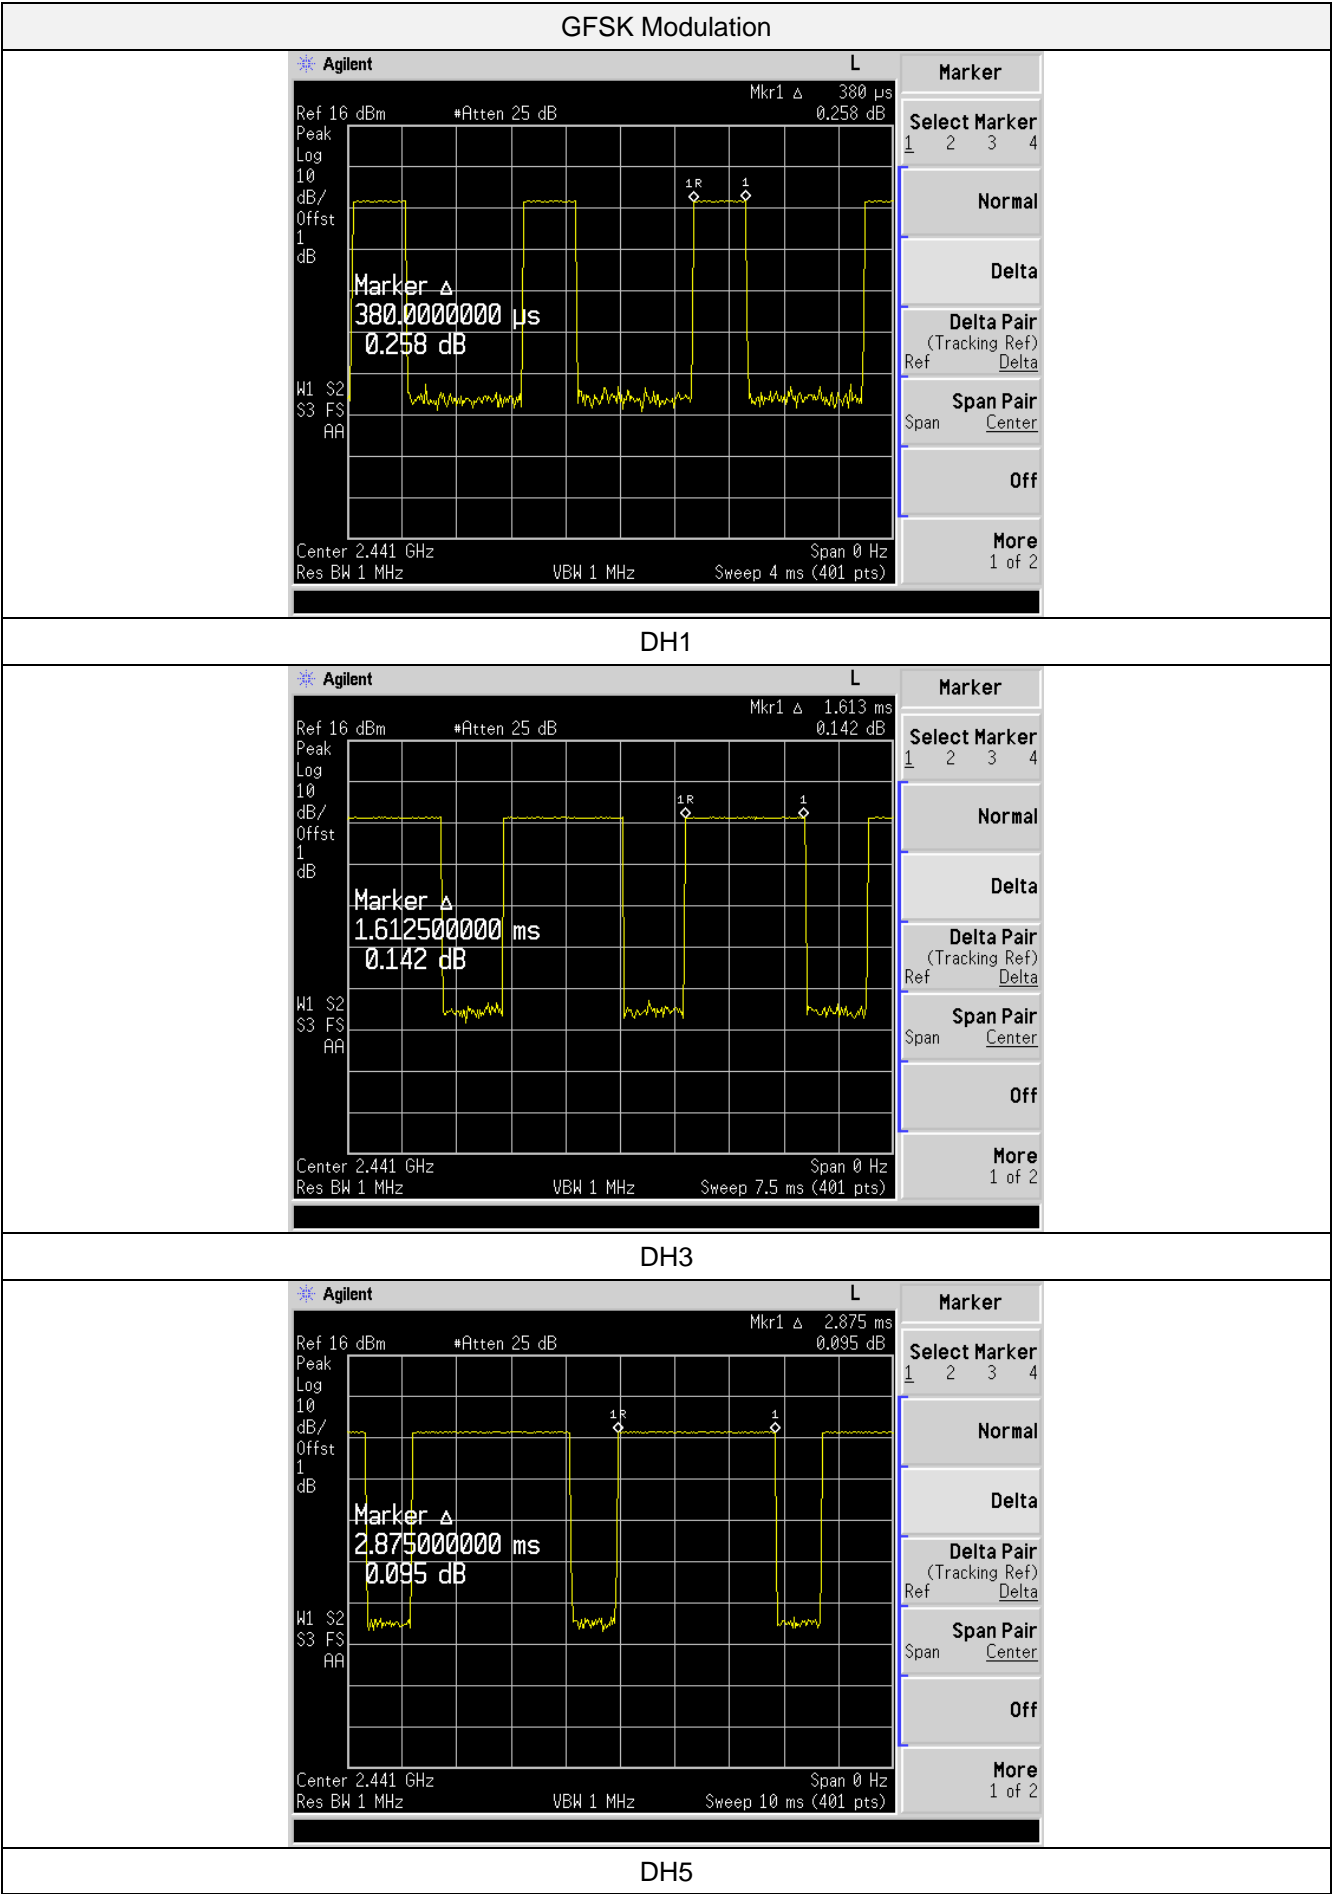 GFSK Modulation
Agilent L Marker
Mkr1 Δ 380 µs
Ref 16 dBm #Atten 25 dB 0.258 dB
Select Marker
1 2 3 4
Peak
Log
10
dB/
Offst
1
dB
1R 1
Normal
Delta
Marker Δ
380.0000000 µs
0.258 dB
Delta Pair
(Tracking Ref)
Ref Delta
W1 S2
S3 FS
AA
Span Pair
Span Center
Off
Center 2.441 GHz Span 0 Hz
Res BW 1 MHz VBW 1 MHz Sweep 4 ms (401 pts)
More
1 of 2
DH1
Agilent L Marker
Mkr1 Δ 1.613 ms
Ref 16 dBm #Atten 25 dB 0.142 dB
Select Marker
1 2 3 4
Peak
Log
10
dB/
Offst
1
dB
1R 1
Normal
Delta
Marker Δ
1.612500000 ms
0.142 dB
Delta Pair
(Tracking Ref)
Ref Delta
W1 S2
S3 FS
AA
Span Pair
Span Center
Off
Center 2.441 GHz Span 0 Hz
Res BW 1 MHz VBW 1 MHz Sweep 7.5 ms (401 pts)
More
1 of 2
DH3
Agilent L Marker
Mkr1 Δ 2.875 ms
Ref 16 dBm #Atten 25 dB 0.095 dB
Select Marker
1 2 3 4
Peak
Log
10
dB/
Offst
1
dB
1R 1
Normal
Delta
Marker Δ
2.875000000 ms
0.095 dB
Delta Pair
(Tracking Ref)
Ref Delta
W1 S2
S3 FS
AA
Span Pair
Span Center
Off
Center 2.441 GHz Span 0 Hz
Res BW 1 MHz VBW 1 MHz Sweep 10 ms (401 pts)
More
1 of 2
DH5